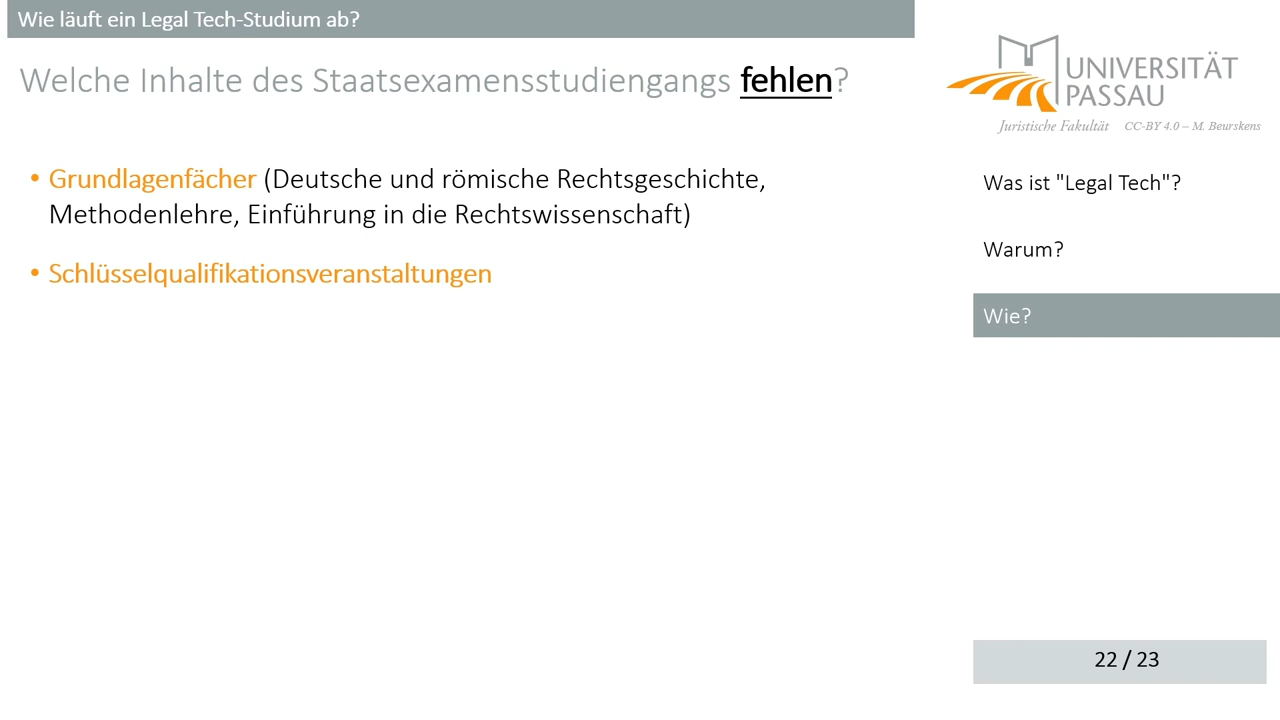 Wie läuft ein Legal Tech-Studium ab?
Welche Inhalte des Staatsexamensstudiengangs fehlen?
• Grundlagenfächer (Deutsche und römische Rechtsgeschichte,
Methodenlehre, Einführung in die Rechtswissenschaft)
• Schlüsselqualifikationsveranstaltungen
UNIVERSITÄT
PASSAU
Juristische Fakultät CC-BY 4.0 – M. Beurskens
Was ist "Legal Tech"?
Warum?
Wie?
22 / 23